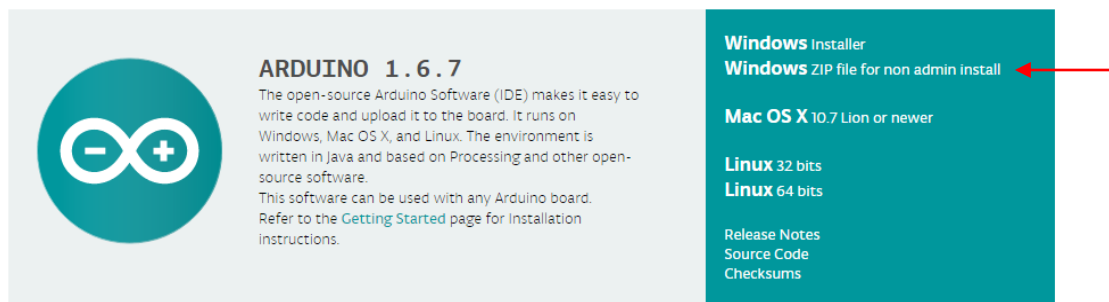 ARDUINO 1.6.7
The open-source Arduino Software (IDE) makes it easy to
write code and upload it to the board. It runs on
Windows, Mac OS X, and Linux. The environment is
written in Java and based on Processing and other open-
source software.
This software can be used with any Arduino board.
Refer to the Getting Started page for Installation
instructions.
Windows Installer
Windows ZIP file for non admin install
Mac OS X 10.7 Lion or newer
Linux 32 bits
Linux 64 bits
Release Notes
Source Code
Checksums